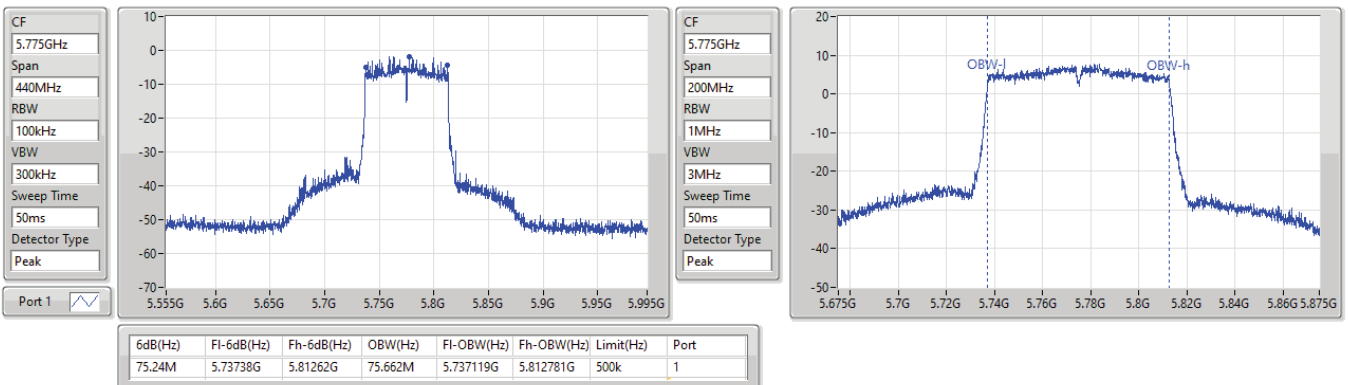 CF
5.775GHz
Span
440MHz
RBW
100kHz
VBW
300kHz
Sweep Time
50ms
Detector Type
Peak
Port 1
10
0
-10
-20
-30
-40
-50
-60
-70
5.555G 5.6G 5.65G 5.7G 5.75G 5.8G 5.85G 5.9G 5.95G 5.995G
CF
5.775GHz
Span
200MHz
RBW
1MHz
VBW
3MHz
Sweep Time
50ms
Detector Type
Peak
20
10
0
-10
-20
-30
-40
-50
OBW-l OBW-h
5.675G 5.7G 5.72G 5.74G 5.76G 5.78G 5.8G 5.82G 5.84G 5.86G 5.875G
6dB(Hz) Fl-6dB(Hz) Fh-6dB(Hz) OBW(Hz) Fl-OBW(Hz) Fh-OBW(Hz) Limit(Hz) Port
75.24M 5.73738G 5.81262G 75.662M 5.737119G 5.812781G 500k 1